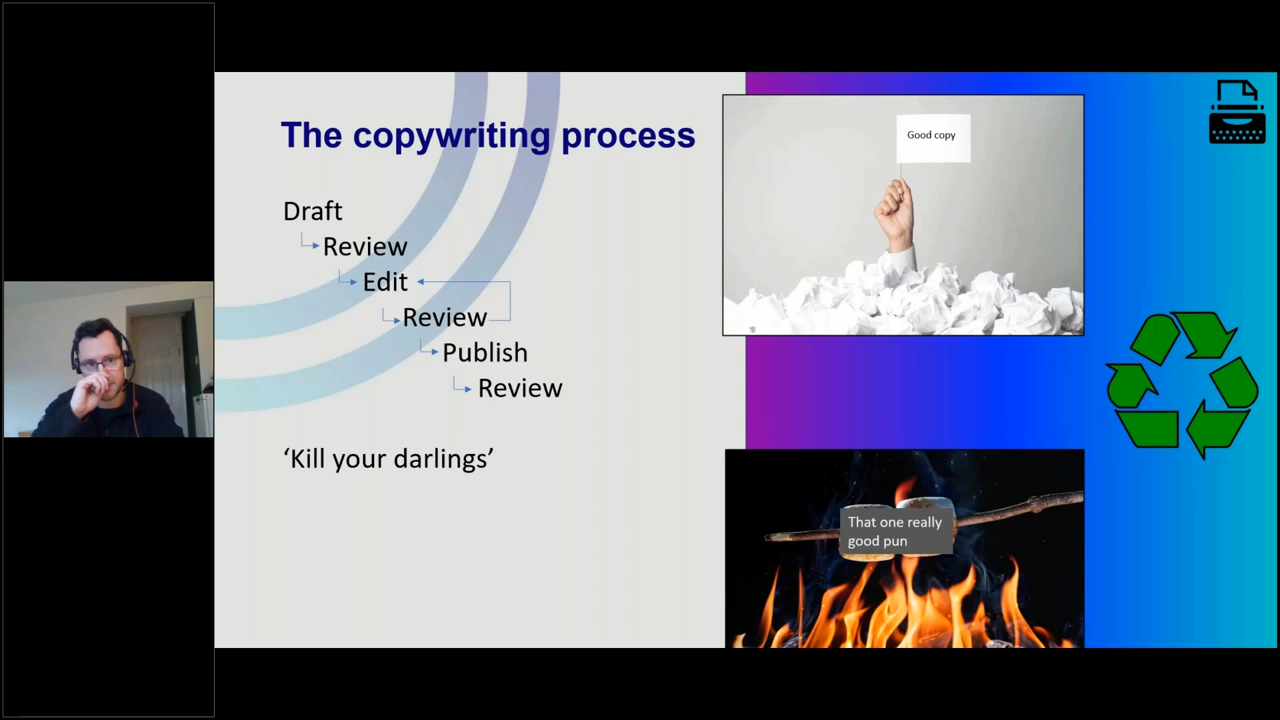 The copywriting process
Draft
Review
Edit
Review
Publish
Review
‘Kill your darlings’
Good copy
That one really
good pun